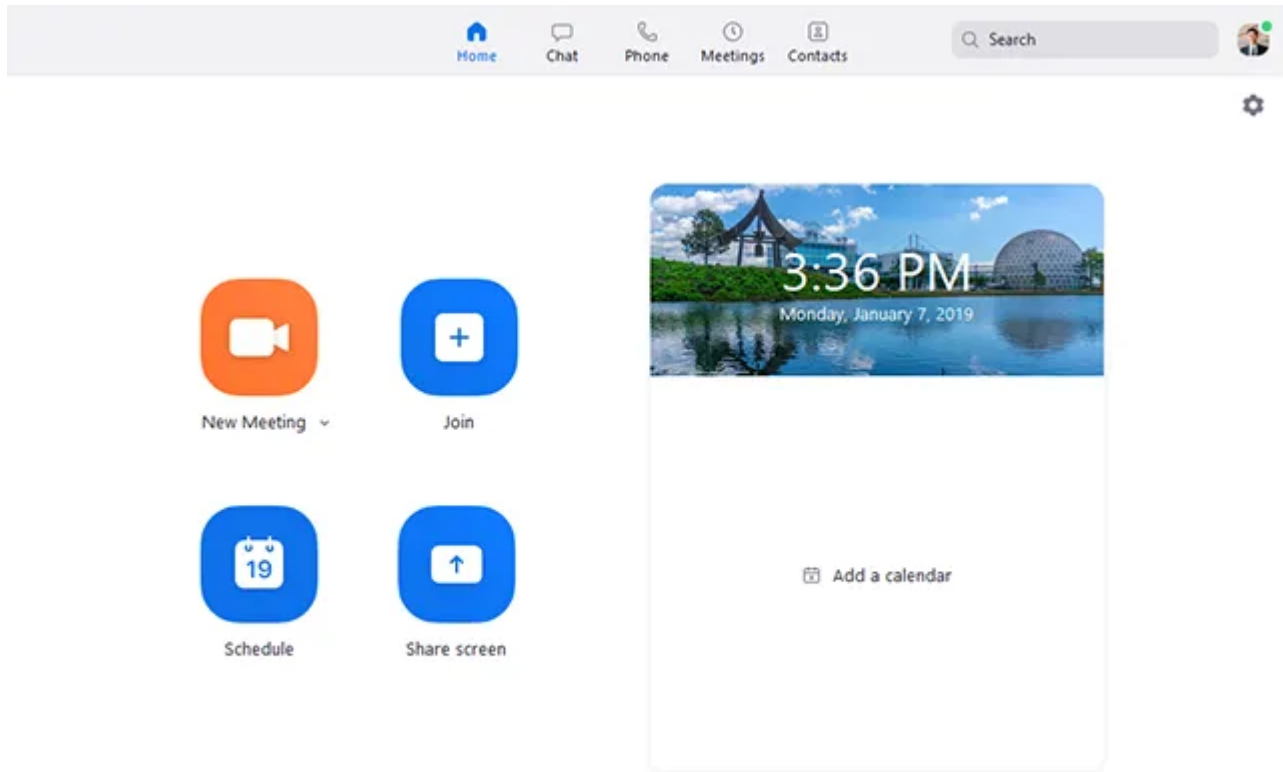 Home
Chat
Phone
Meetings
Contacts
Search
3:36 PM
Monday, January 7, 2019
New Meeting
Join
19
Schedule
Share screen
Add a calendar